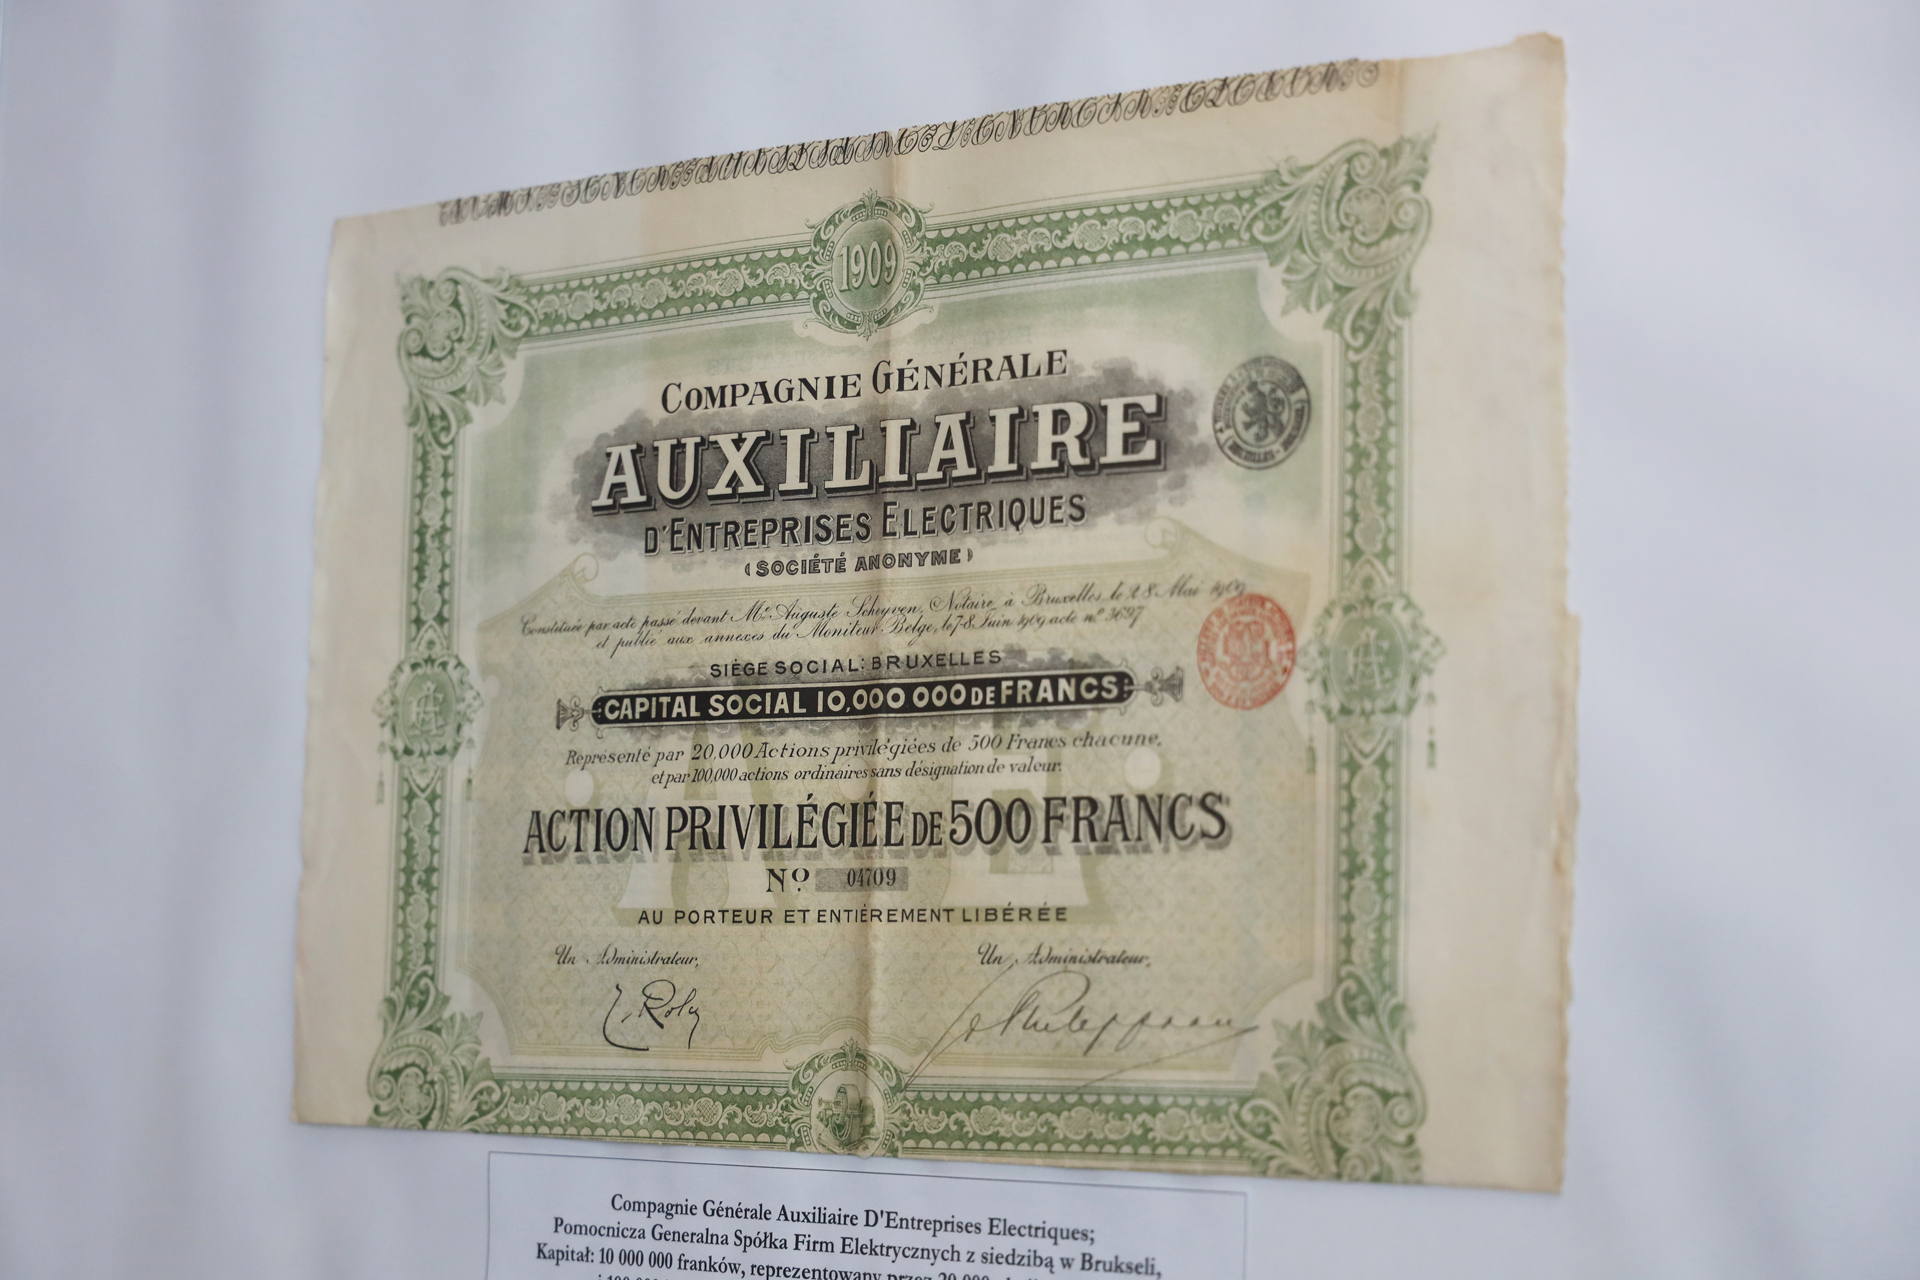 1909
COMPAGNIE GÉNÉRALE
AUXILIAIRE
D'ENTREPRISES ELECTRIQUES
(SOCIÉTÉ ANONYME)
Constituée par acte passé devant Me Auguste Scheyven, Notaire à Bruxelles le 28 Mai 1909
et publié aux annexes du Moniteur Belge, le 7-8 Juin 1909 acte no 3697
SIÈGE SOCIAL: BRUXELLES
CAPITAL SOCIAL 10,000 000 DE FRANCS
Représenté par 20,000 Actions privilégiées de 500 Francs chacune,
et par 100,000 actions ordinaires sans désignation de valeur.
ACTION PRIVILÉGIÉE DE 500 FRANCS
No 04709
AU PORTEUR ET ENTIÈREMENT LIBÉRÉE
Un Administrateur, Un Administrateur,
Compagnie Générale Auxiliaire D'Entreprises Electriques;
Pomocnicza Generalna Spółka Firm Elektrycznych z siedzibą w Brukseli,
Kapitał: 10 000 000 franków, reprezentowany przez 20 000